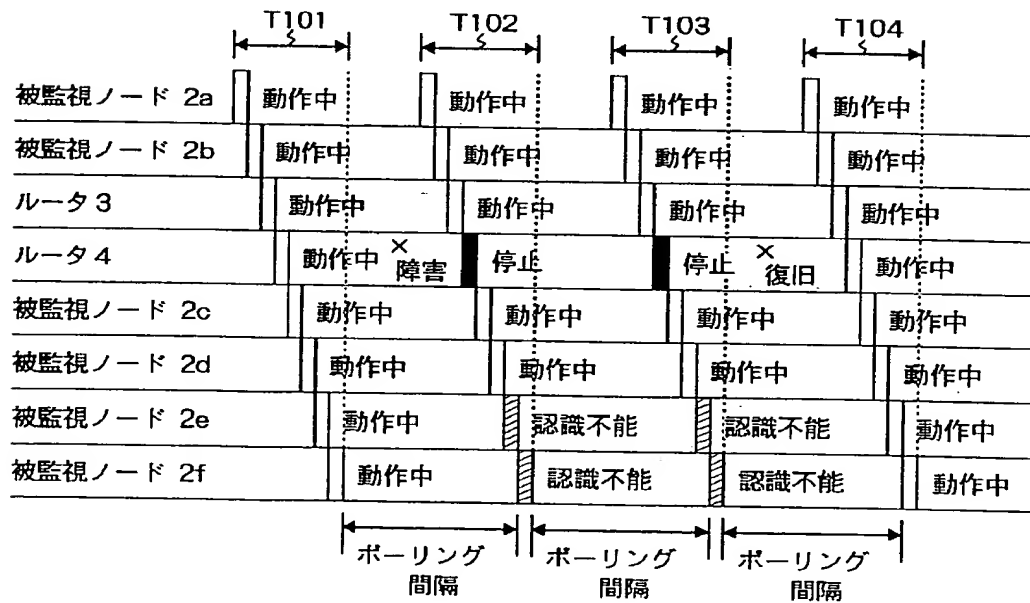 T101 T102 T103 T104
被監視ノード 2a 動作中 動作中 動作中 動作中
被監視ノード 2b 動作中 動作中 動作中 動作中
ルータ3 動作中 動作中 動作中 動作中
ルータ4 動作中 × 障害 停止 停止 × 復旧 動作中
被監視ノード 2c 動作中 動作中 動作中 動作中
被監視ノード 2d 動作中 動作中 動作中 動作中
被監視ノード 2e 動作中 認識不能 認識不能 動作中
被監視ノード 2f 動作中 認識不能 認識不能 動作中
ポーリング ポーリング ポーリング
間隔 間隔 間隔